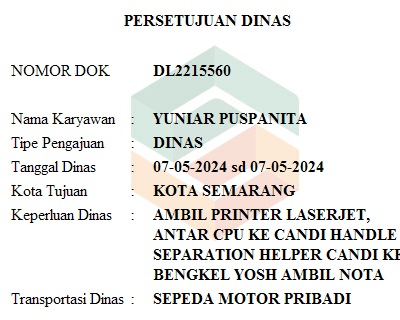 PERSETUJUAN DINAS
NOMOR DOK DL2215560
Nama Karyawan : YUNIAR PUSPANITA
Tipe Pengajuan : DINAS
Tanggal Dinas : 07-05-2024 sd 07-05-2024
Kota Tujuan : KOTA SEMARANG
Keperluan Dinas : AMBIL PRINTER LASERJET,
ANTAR CPU KE CANDI HANDLE
SEPARATION HELPER CANDI KE
BENGKEL YOSH AMBIL NOTA
Transportasi Dinas : SEPEDA MOTOR PRIBADI